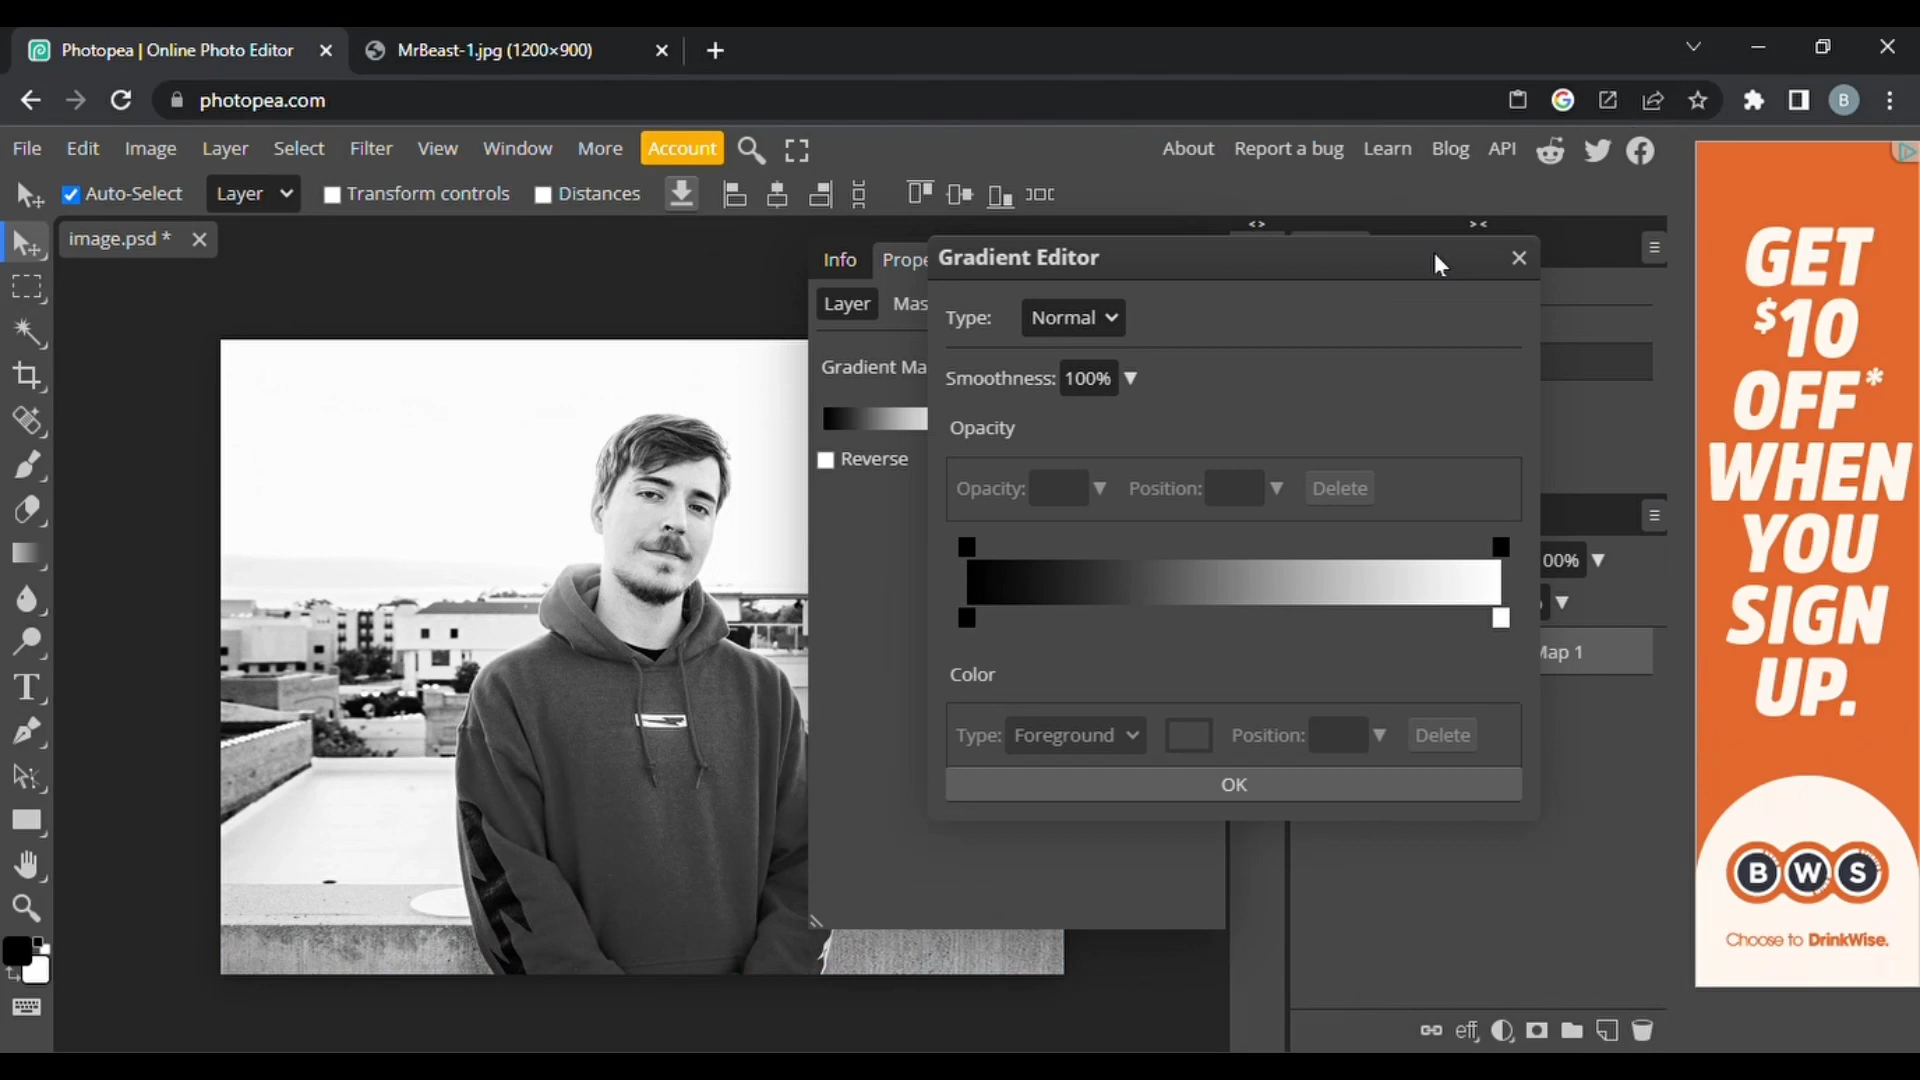 Photopea | Online Photo Editor
MrBeast-1.jpg (1200×900)
photopea.com
B
File Edit Image Layer Select Filter View Window More Account
About Report a bug Learn Blog API
Auto-Select Layer Transform controls Distances
image.psd *
Info Prope
Layer Mas
Gradient Ma
Reverse
Gradient Editor
Type: Normal
Smoothness: 100%
Opacity
Opacity: Position: Delete
Color
Type: Foreground Position: Delete
OK
00%
Map 1
eff
GET
$10
OFF*
WHEN
YOU
SIGN
UP.
BWS
Choose to DrinkWise.